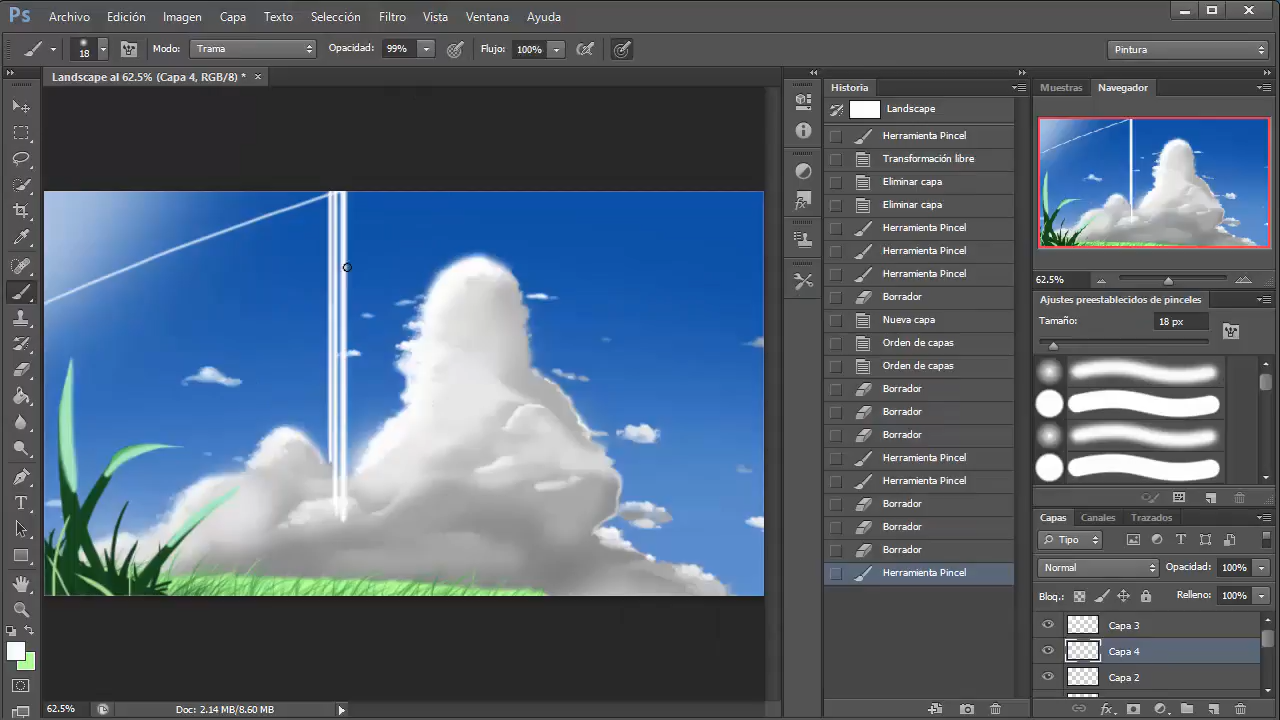 Ps Archivo Edición Imagen Capa Texto Selección Filtro Vista Ventana Ayuda
18 Modo: Trama Opacidad: 99% Flujo: 100% Pintura
Landscape al 62.5% (Capa 4, RGB/8) * ×
Historia
Landscape
Herramienta Pincel
Transformación libre
Eliminar capa
Eliminar capa
Herramienta Pincel
Herramienta Pincel
Herramienta Pincel
Borrador
Nueva capa
Orden de capas
Orden de capas
Borrador
Borrador
Borrador
Herramienta Pincel
Herramienta Pincel
Borrador
Borrador
Borrador
Herramienta Pincel
Muestras Navegador
62.5%
Ajustes preestablecidos de pinceles
Tamaño: 18 px
Capas Canales Trazados
Tipo
Normal Opacidad: 100%
Bloq.: Relleno: 100%
Capa 3
Capa 4
Capa 2
62.5% Doc: 2.14 MB/8.60 MB